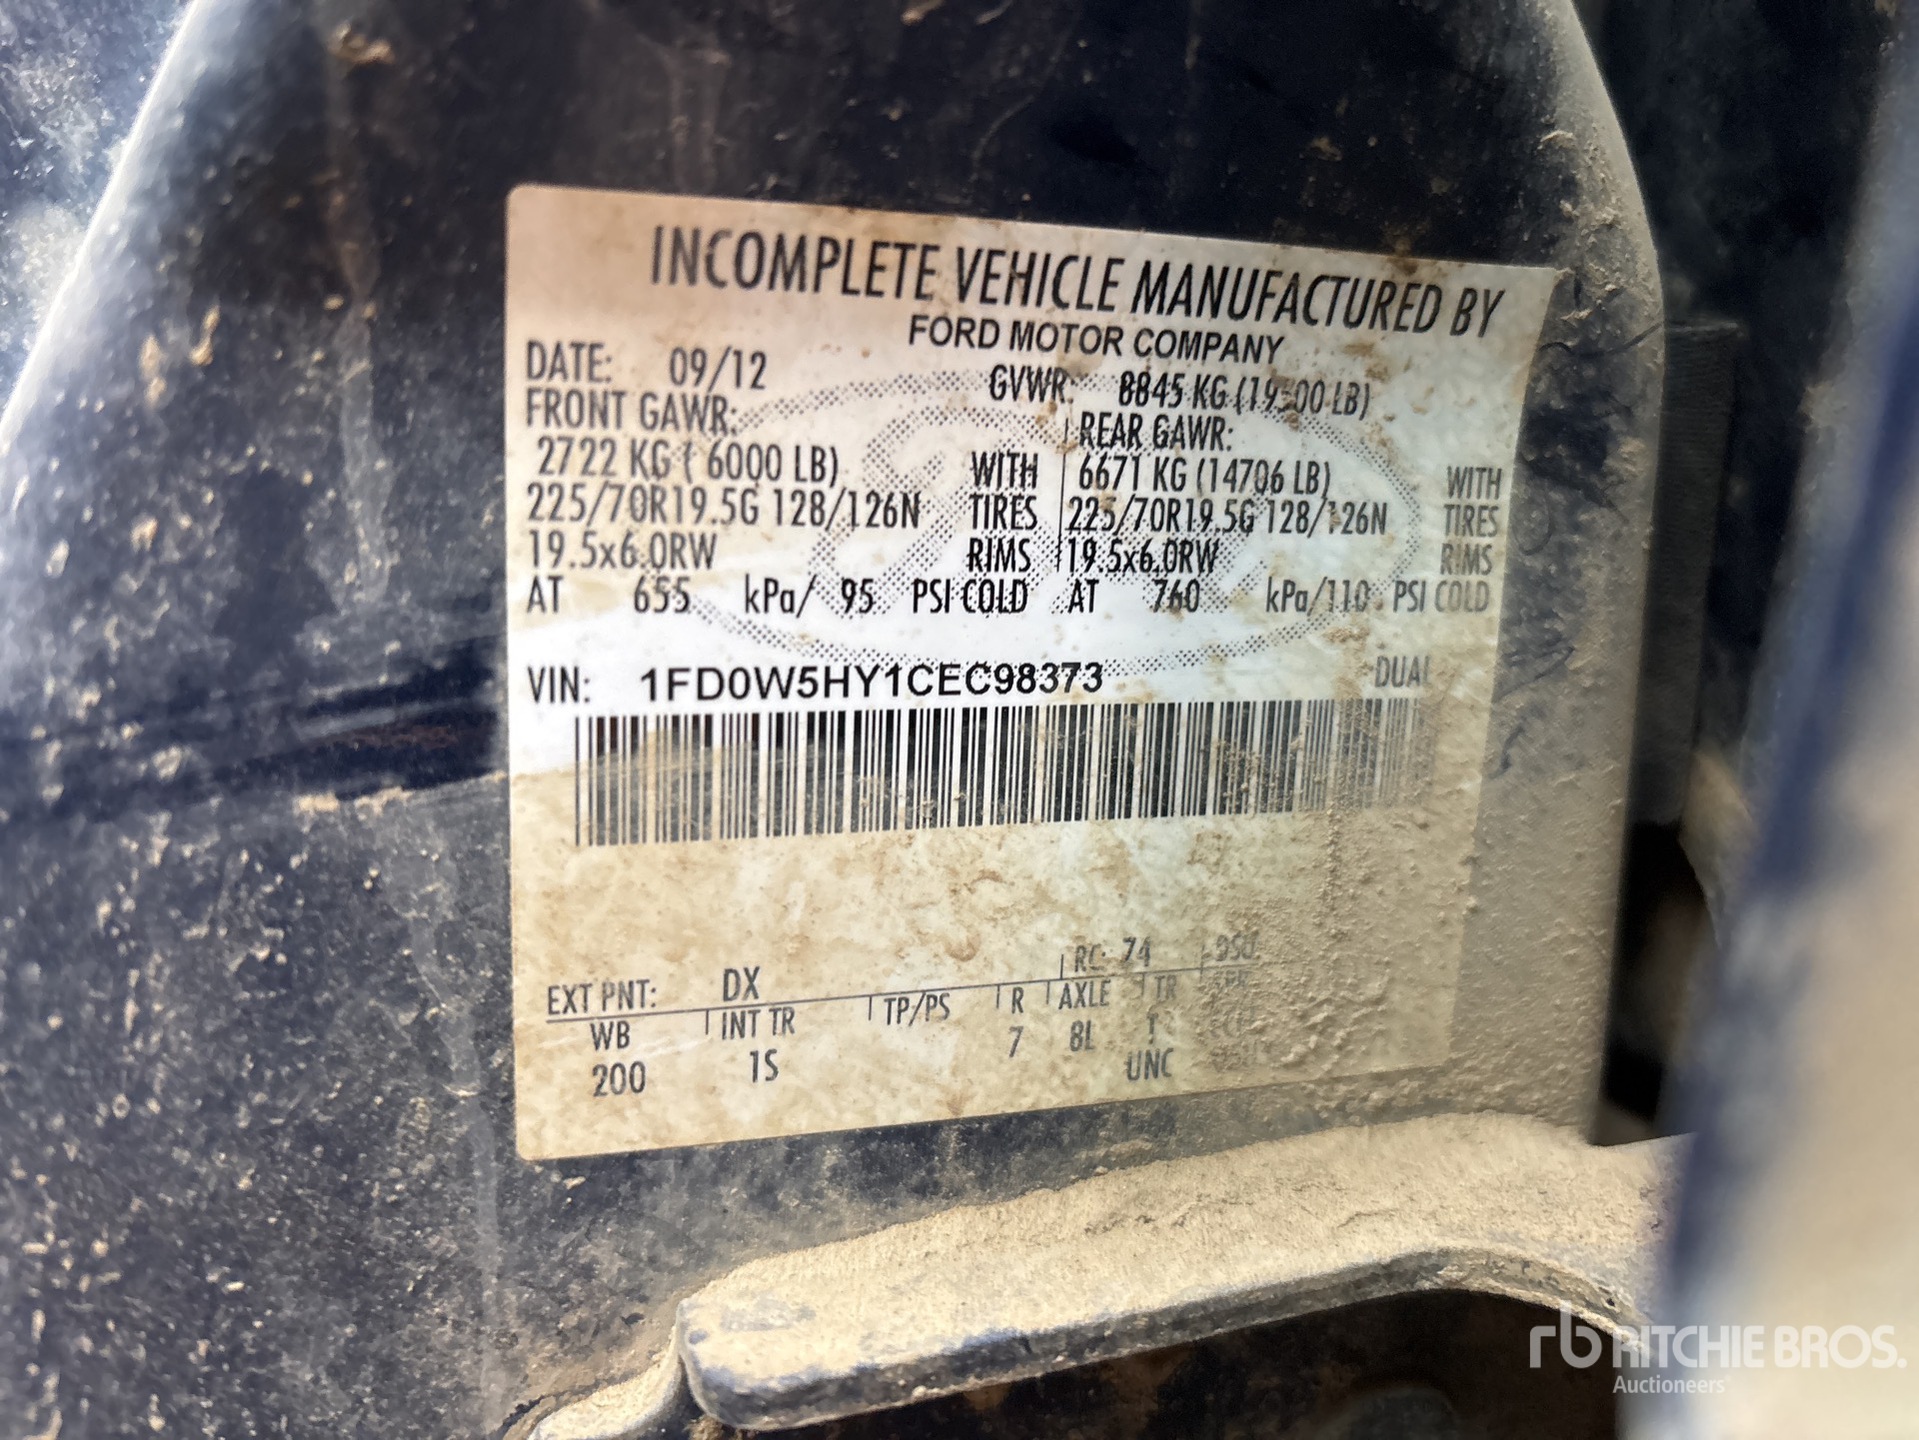 INCOMPLETE VEHICLE MANUFACTURED BY
FORD MOTOR COMPANY
DATE: 09/12 GVWR: 8845 KG (19500 LB)
FRONT GAWR: REAR GAWR:
2722 KG ( 6000 LB) WITH 6671 KG (14706 LB) WITH
225/70R19.5G 128/126N TIRES 225/70R19.5G 128/126N TIRES
19.5x6.0RW RIMS 19.5x6.0RW RIMS
AT 655 kPa/ 95 PSI COLD AT 760 kPa/110 PSI COLD
VIN: 1FD0W5HY1CEC98373 DUAL
EXT PNT: DX RC: 74 DSO:
WB INT TR TP/PS R AXLE TR
200 1S 7 8L
UNC
rb RITCHIE BROS.
Auctioneers